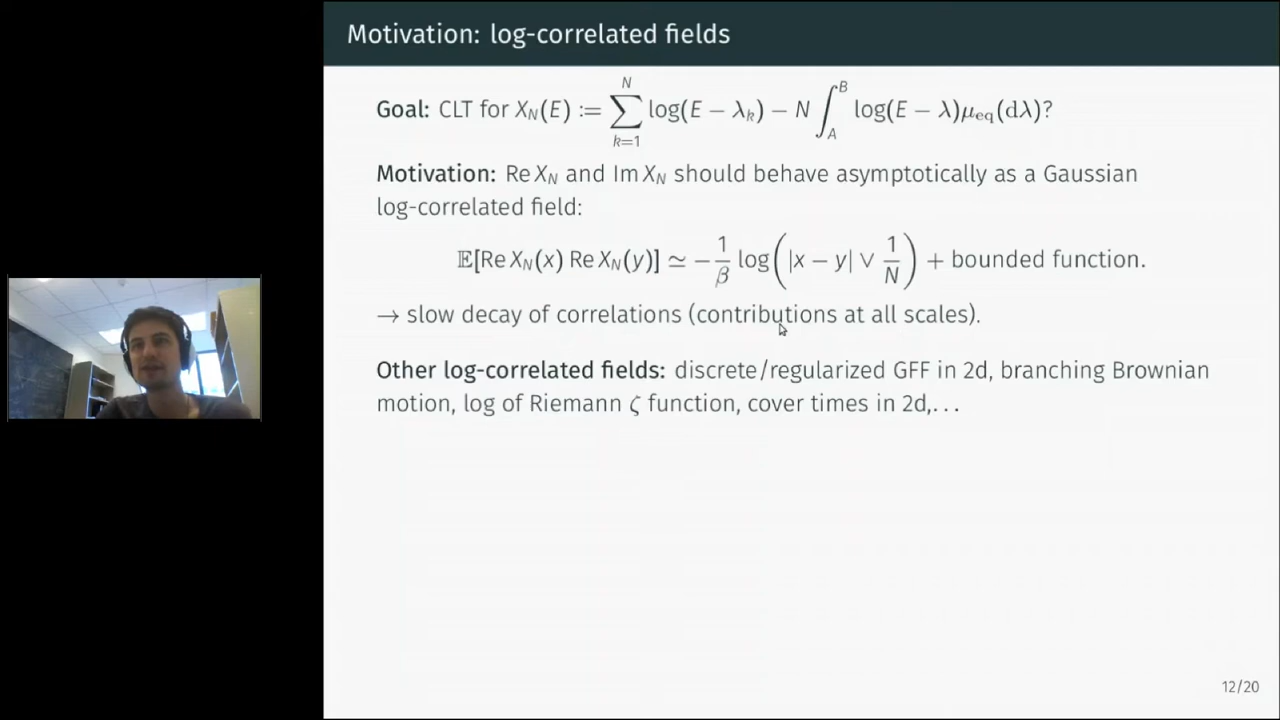 Motivation: log-correlated fields
Goal: CLT for X_N(E) := ∑_{k=1}^{N} log(E − λ_k) − N ∫_A^B log(E − λ)μ_eq(dλ)?
Motivation: Re X_N and Im X_N should behave asymptotically as a Gaussian
log-correlated field:
𝔼[Re X_N(x) Re X_N(y)] ≃ −1/β log(|x − y| ∨ 1/N) + bounded function.
→ slow decay of correlations (contributions at all scales).
Other log-correlated fields: discrete/regularized GFF in 2d, branching Brownian
motion, log of Riemann ζ function, cover times in 2d,...
12/20